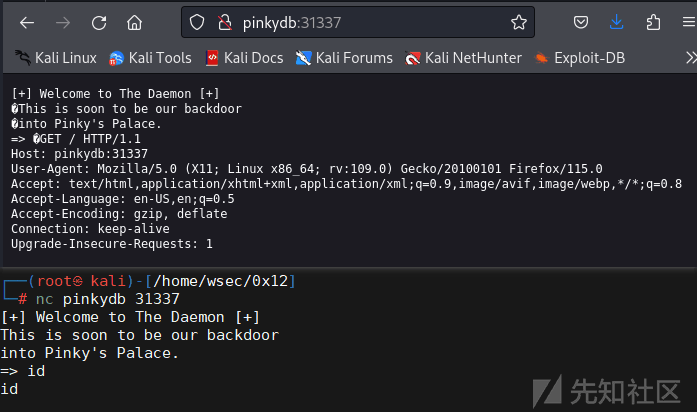 pinkydb:31337
Kali Linux Kali Tools Kali Docs Kali Forums Kali NetHunter Exploit-DB
[+] Welcome to The Daemon [+]
�This is soon to be our backdoor
�into Pinky's Palace.
=> �GET / HTTP/1.1
Host: pinkydb:31337
User-Agent: Mozilla/5.0 (X11; Linux x86_64; rv:109.0) Gecko/20100101 Firefox/115.0
Accept: text/html,application/xhtml+xml,application/xml;q=0.9,image/avif,image/webp,*/*;q=0.8
Accept-Language: en-US,en;q=0.5
Accept-Encoding: gzip, deflate
Connection: keep-alive
Upgrade-Insecure-Requests: 1
┌──(root㉿ kali)-[/home/wsec/0x12]
└─# nc pinkydb 31337
[+] Welcome to The Daemon [+]
This is soon to be our backdoor
into Pinky's Palace.
=> id
id
先知社区